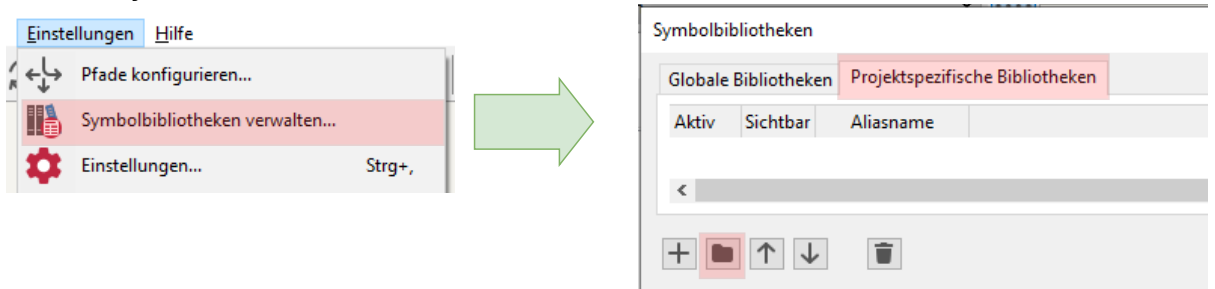 Einstellungen Hilfe
Pfade konfigurieren...
Symbolbibliotheken verwalten...
Einstellungen... Strg+,
Symbolbibliotheken
Globale Bibliotheken Projektspezifische Bibliotheken
Aktiv Sichtbar Aliasname